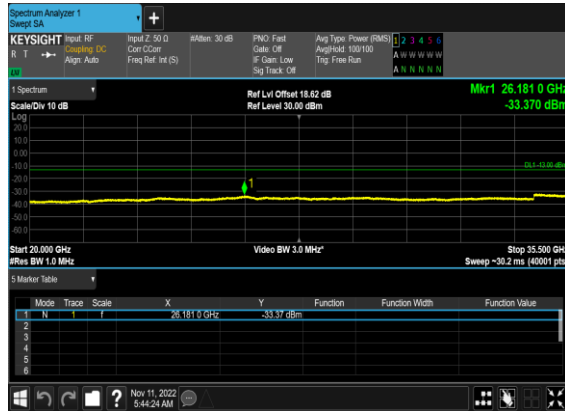 Spectrum Analyzer 1
Swept SA
+
KEYSIGHT Input: RF Input Z: 50 Ω #Atten: 30 dB PNO: Fast Avg Type: Power (RMS) 1 2 3 4 5 6
R T Coupling: DC Corr CCorr Gate: Off Avg|Hold: 100/100 A W W W W W
Align: Auto Freq Ref: Int (S) IF Gain: Low Trig: Free Run
Sig Track: Off A N N N N N
1 Spectrum Ref Lvl Offset 18.62 dB Mkr1 26.181 0 GHz
Scale/Div 10 dB Ref Level 30.00 dBm -33.370 dBm
Log
20.0
10.0
0.00
-10.0
DL1 -13.00 dBm
-20.0
1
-30.0
-40.0
-50.0
-60.0
Start 20.000 GHz Video BW 3.0 MHz* Stop 35.500 GHz
#Res BW 1.0 MHz Sweep ~30.2 ms (40001 pts)
5 Marker Table
Mode Trace Scale X Y Function Function Width Function Value
1 N 1 f 26.181 0 GHz -33.37 dBm
2
3
4
5
6
? Nov 11, 2022
5:44:24 AM